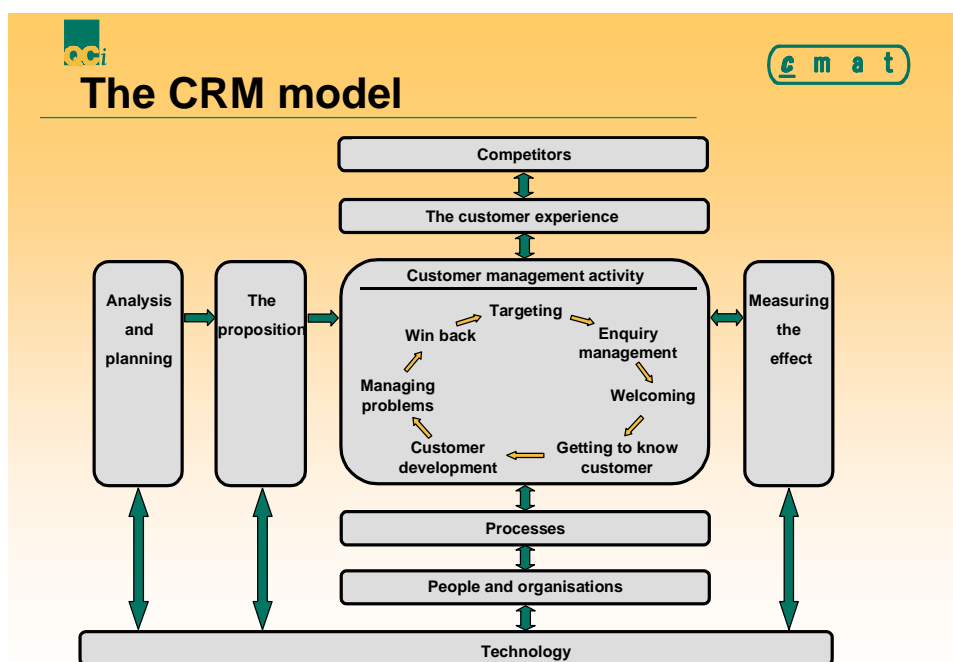 QCi
The CRM model
c m a t
Competitors
The customer experience
Analysis
and
planning
The
proposition
Customer management activity
Targeting
Enquiry
management
Welcoming
Getting to know
customer
Customer
development
Managing
problems
Win back
Measuring
the
effect
Processes
People and organisations
Technology